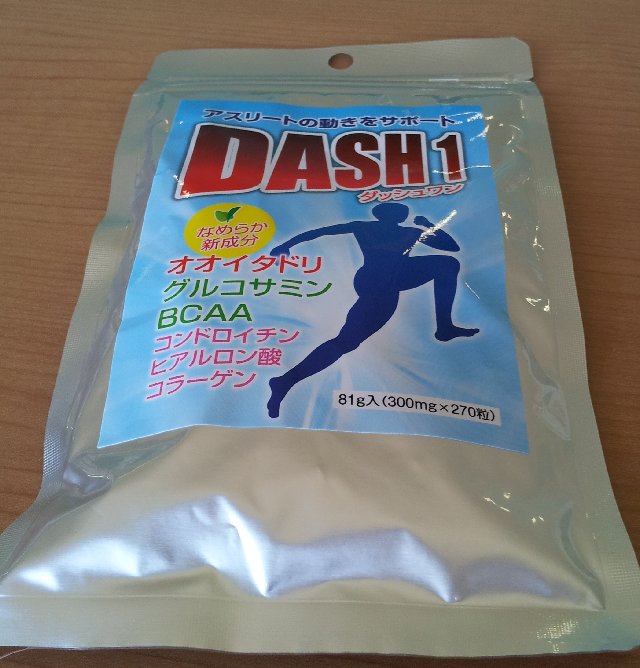 アスリートの動きをサポート
DASH 1
ダッシュワン
なめらか
新成分
オオイタドリ
グルコサミン
BCAA
コンドロイチン
ヒアルロン酸
コラーゲン
81g入(300mg×270粒)